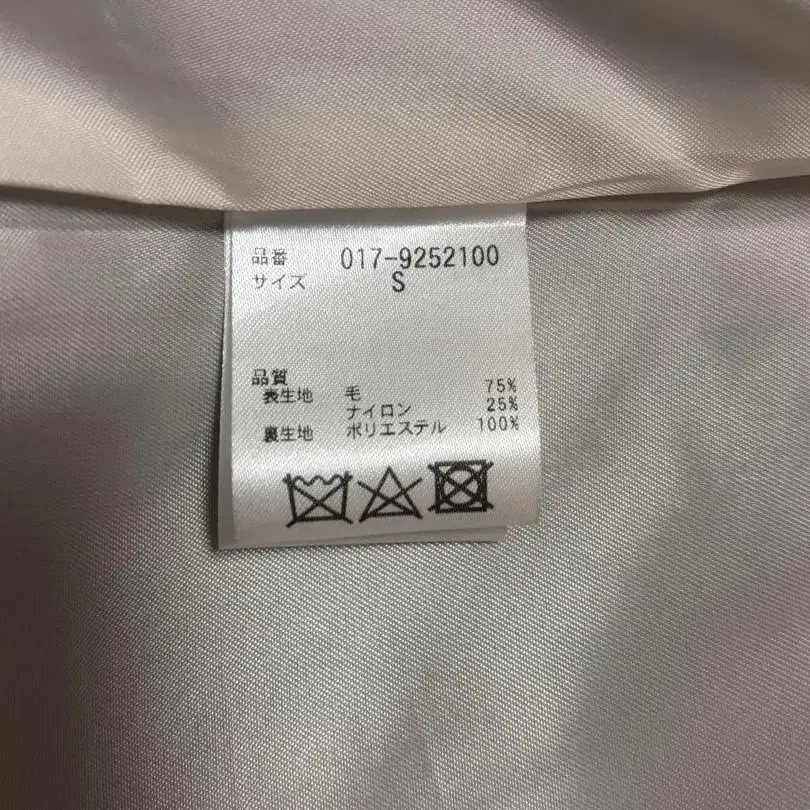 品番 017-9252100
サイズ S
品質
表生地 毛 75%
ナイロン 25%
裏生地 ポリエステル 100%